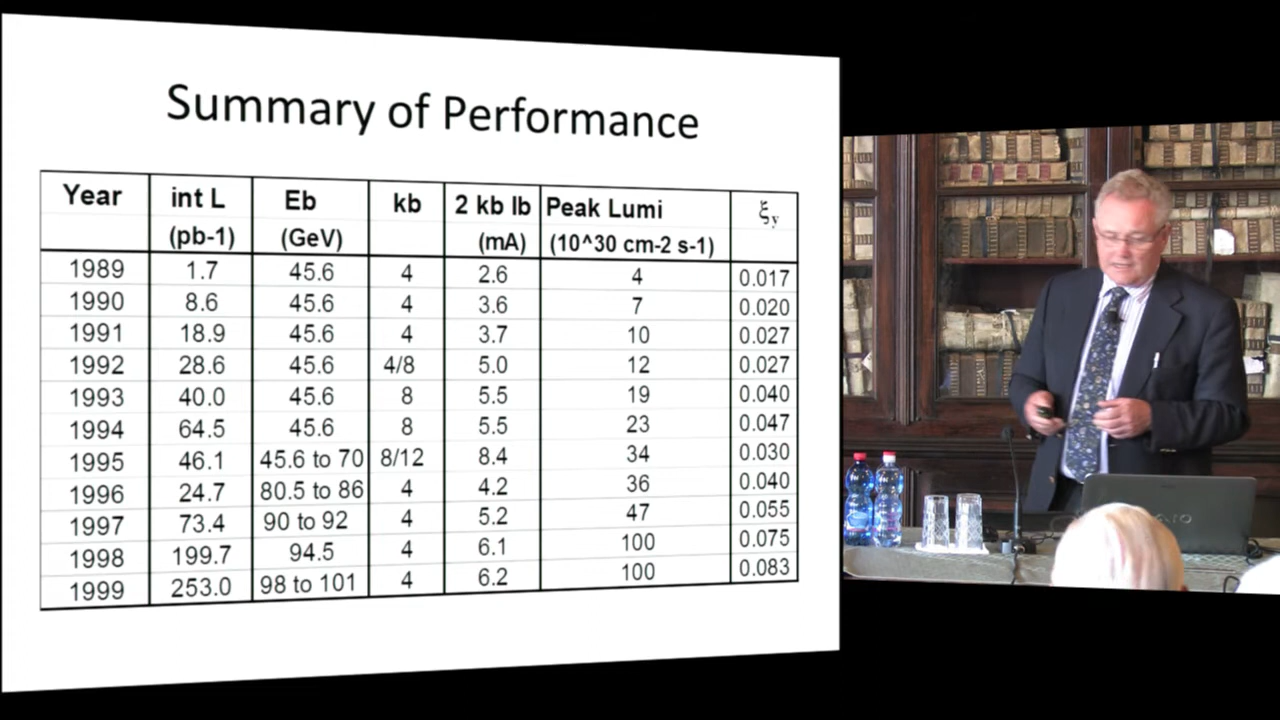 Summary of Performance
Year int L Eb kb 2 kb Ib Peak Lumi ξy
(pb-1) (GeV) (mA) (10^30 cm-2 s-1)
1989 1.7 45.6 4 2.6 4 0.017
1990 8.6 45.6 4 3.6 7 0.020
1991 18.9 45.6 4 3.7 10 0.027
1992 28.6 45.6 4/8 5.0 12 0.027
1993 40.0 45.6 8 5.5 19 0.040
1994 64.5 45.6 8 5.5 23 0.047
1995 46.1 45.6 to 70 8/12 8.4 34 0.030
1996 24.7 80.5 to 86 4 4.2 36 0.040
1997 73.4 90 to 92 4 5.2 47 0.055
1998 199.7 94.5 4 6.1 100 0.075
1999 253.0 98 to 101 4 6.2 100 0.083